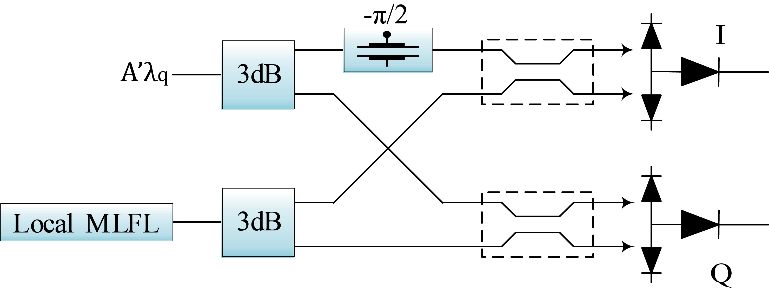 -π/2
I
A'λq
3dB
Local MLFL
3dB
Q